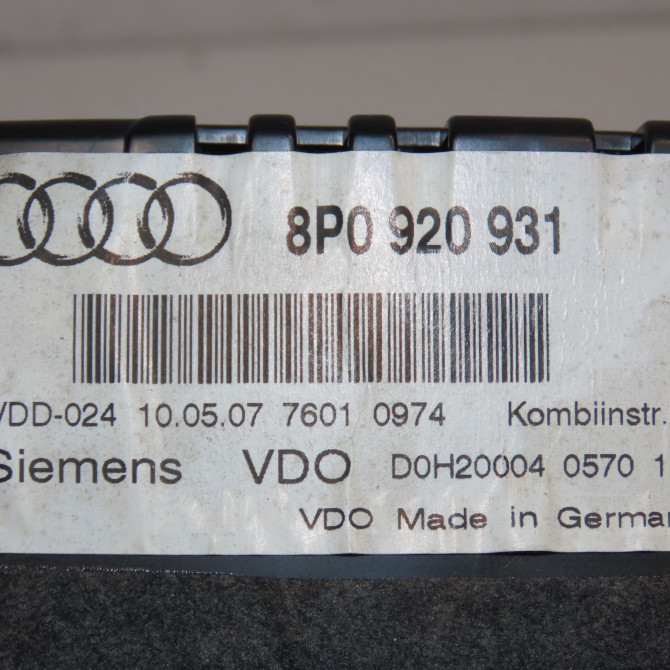 8P0 920 931
VDD-024 10.05.07 7601 0974 Kombiinstr.
Siemens VDO D0H20004 0570 1
VDO Made in Germa